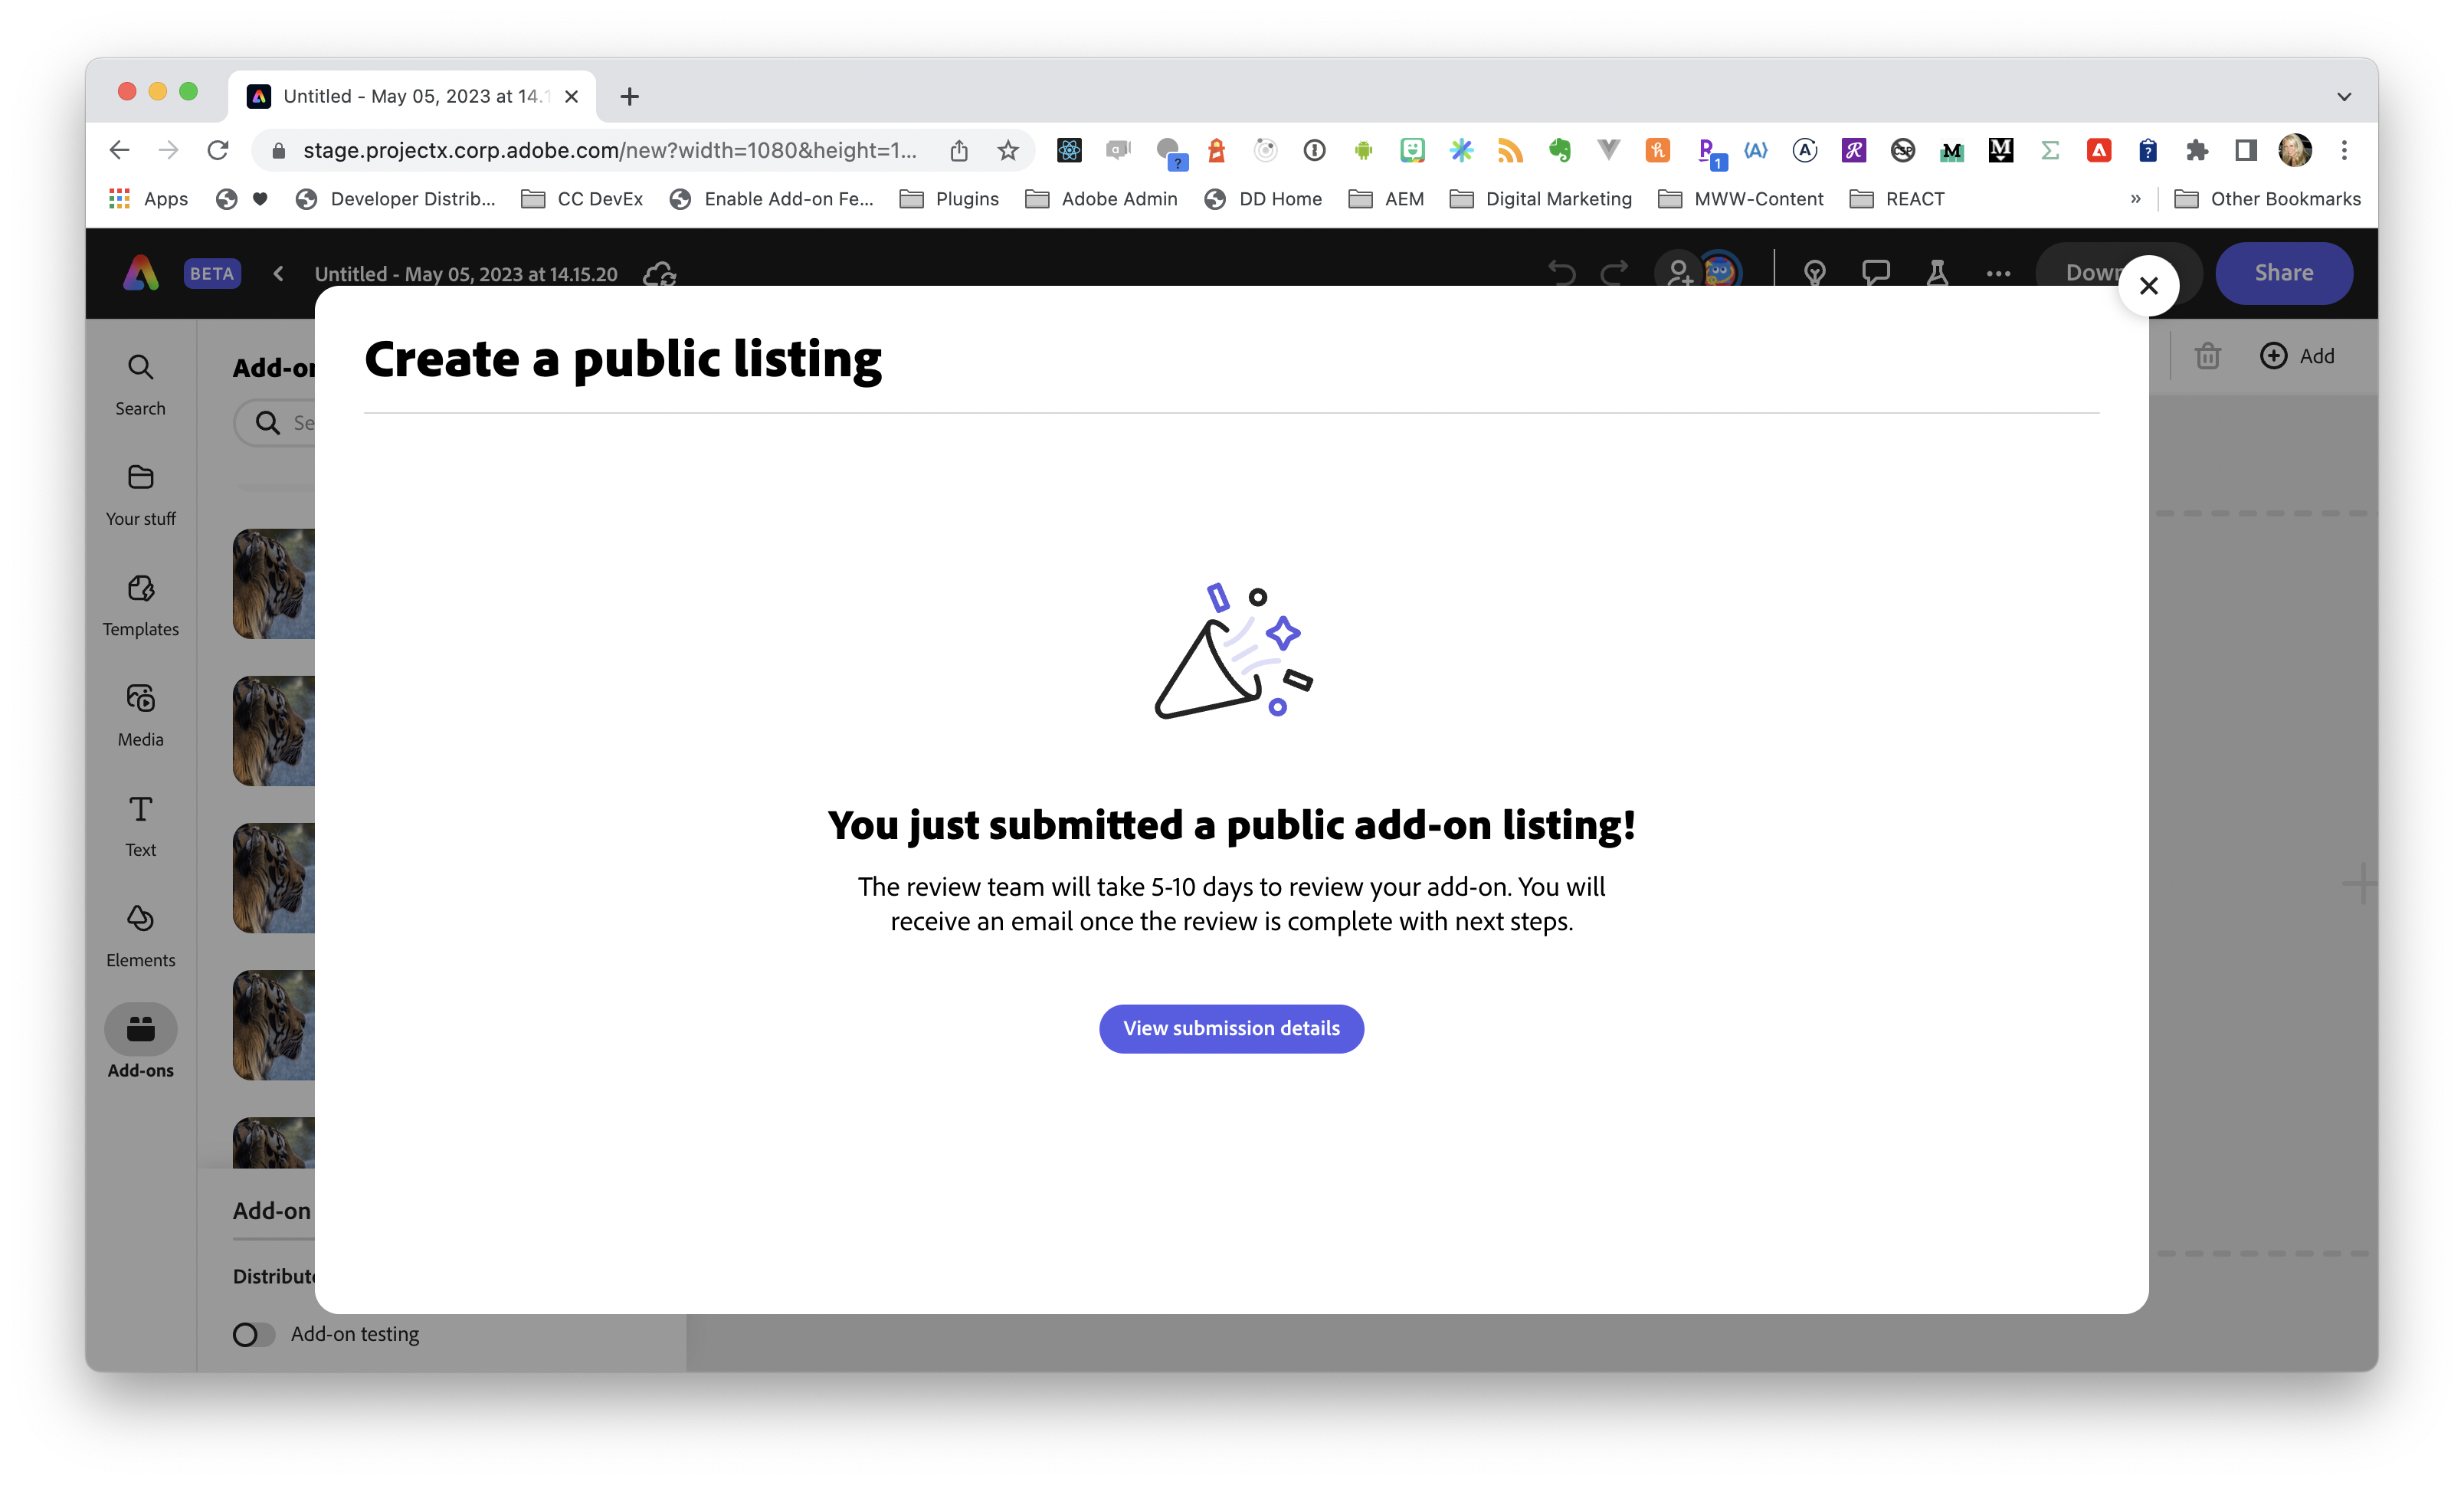 Untitled - May 05, 2023 at 14.1
stage.projectx.corp.adobe.com/new?width=1080&height=1...
Apps
Developer Distrib...
CC DevEx
Enable Add-on Fe...
Plugins
Adobe Admin
DD Home
AEM
Digital Marketing
MWW-Content
REACT
»
Other Bookmarks
BETA
Untitled - May 05, 2023 at 14.15.20
Down
Share
Search
Your stuff
Templates
Media
Text
Elements
Add-ons
Add-on
Se
Add
Create a public listing
You just submitted a public add-on listing!
The review team will take 5-10 days to review your add-on. You will
receive an email once the review is complete with next steps.
View submission details
Add-on
Distribute
Add-on testing